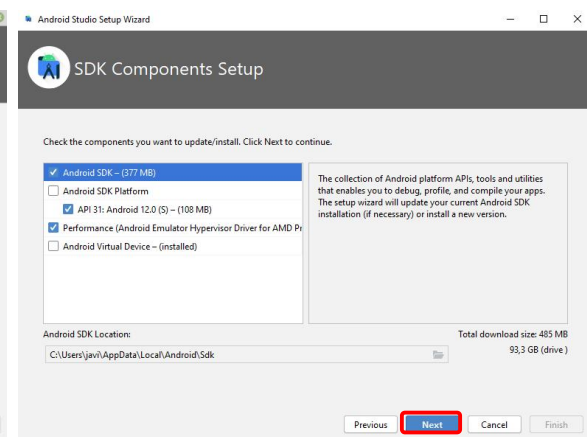 Android Studio Setup Wizard
SDK Components Setup
Check the components you want to update/install. Click Next to continue.
Android SDK – (377 MB)
Android SDK Platform
API 31: Android 12.0 (S) – (108 MB)
Performance (Android Emulator Hypervisor Driver for AMD Pr
Android Virtual Device – (installed)
The collection of Android platform APIs, tools and utilities
that enables you to debug, profile, and compile your apps.
The setup wizard will update your current Android SDK
installation (if necessary) or install a new version.
Android SDK Location:
Total download size: 485 MB
C:\Users\javi\AppData\Local\Android\Sdk
93,3 GB (drive )
Previous Next Cancel Finish